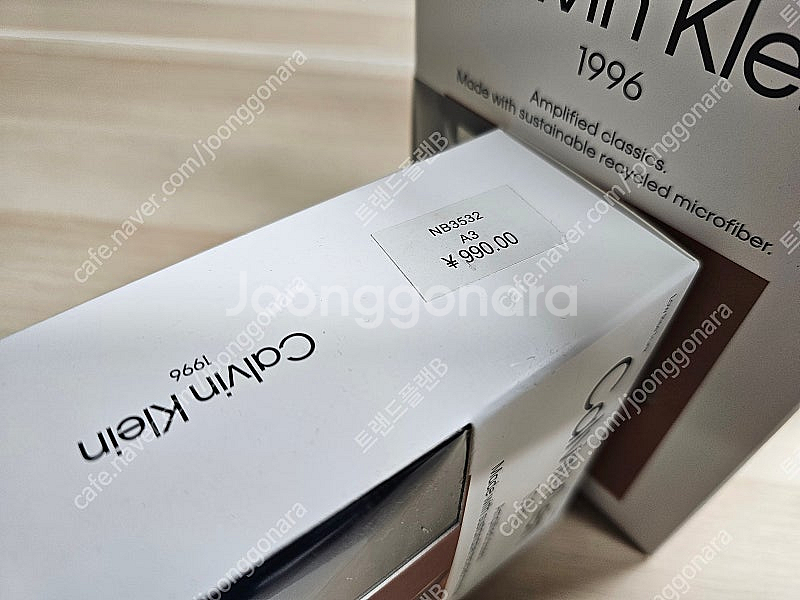 Calvin Klein
1996
Amplified classics.
Made with sustainable recycled microfiber.
NB3532
A3
¥ 990.00
Calvin Klein
1996
Joonggonara
cafe.naver.com/joonggonara
트랜드플랜B